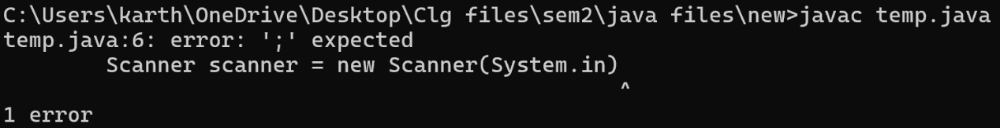 C:\Users\karth\OneDrive\Desktop\Clg files\sem2\java files\new>javac temp.java
temp.java:6: error: ';' expected
        Scanner scanner = new Scanner(System.in)
                                                ^
1 error